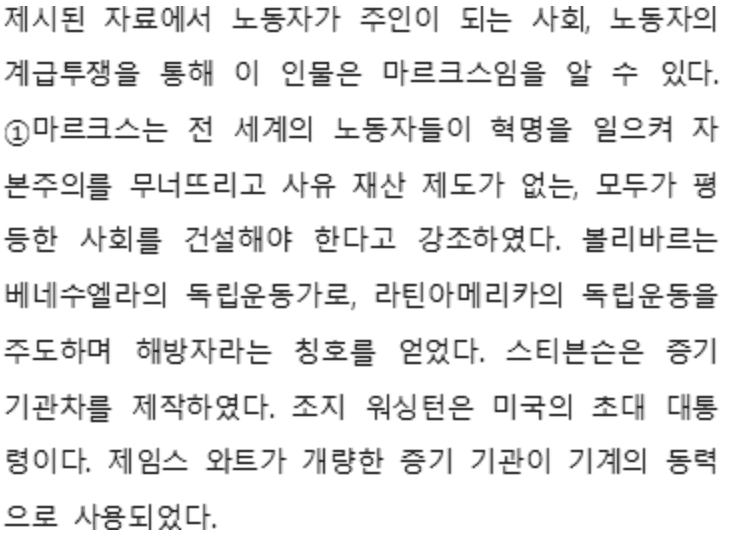 제시된 자료에서 노동자가 주인이 되는 사회, 노동자의
계급투쟁을 통해 이 인물은 마르크스임을 알 수 있다.
①마르크스는 전 세계의 노동자들이 혁명을 일으켜 자
본주의를 무너뜨리고 사유 재산 제도가 없는, 모두가 평
등한 사회를 건설해야 한다고 강조하였다. 볼리바르는
베네수엘라의 독립운동가로, 라틴아메리카의 독립운동을
주도하며 해방자라는 칭호를 얻었다. 스티븐슨은 증기
기관차를 제작하였다. 조지 워싱턴은 미국의 초대 대통
령이다. 제임스 와트가 개량한 증기 기관이 기계의 동력
으로 사용되었다.